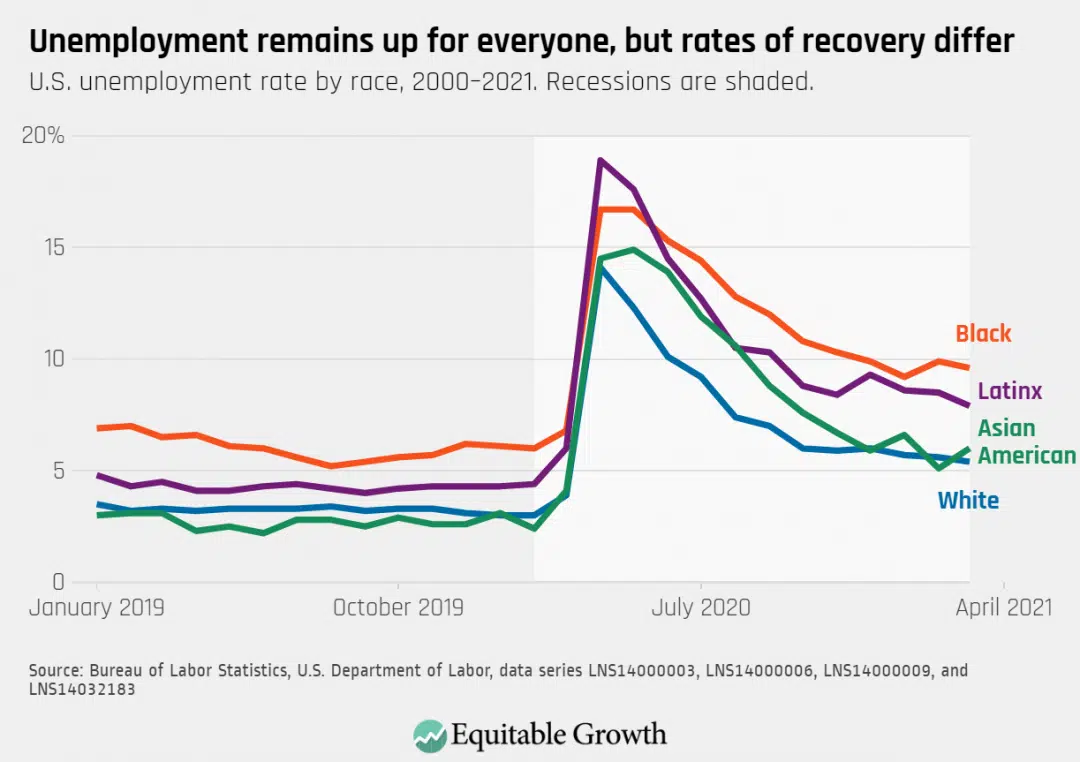 Unemployment remains up for everyone, but rates of recovery differ
U.S. unemployment rate by race, 2000–2021. Recessions are shaded.
20%
15
10
5
0
Black
Latinx
Asian
American
White
January 2019
October 2019
July 2020
April 2021
Source: Bureau of Labor Statistics, U.S. Department of Labor, data series LNS14000003, LNS14000006, LNS14000009, and
LNS14032183
Equitable Growth